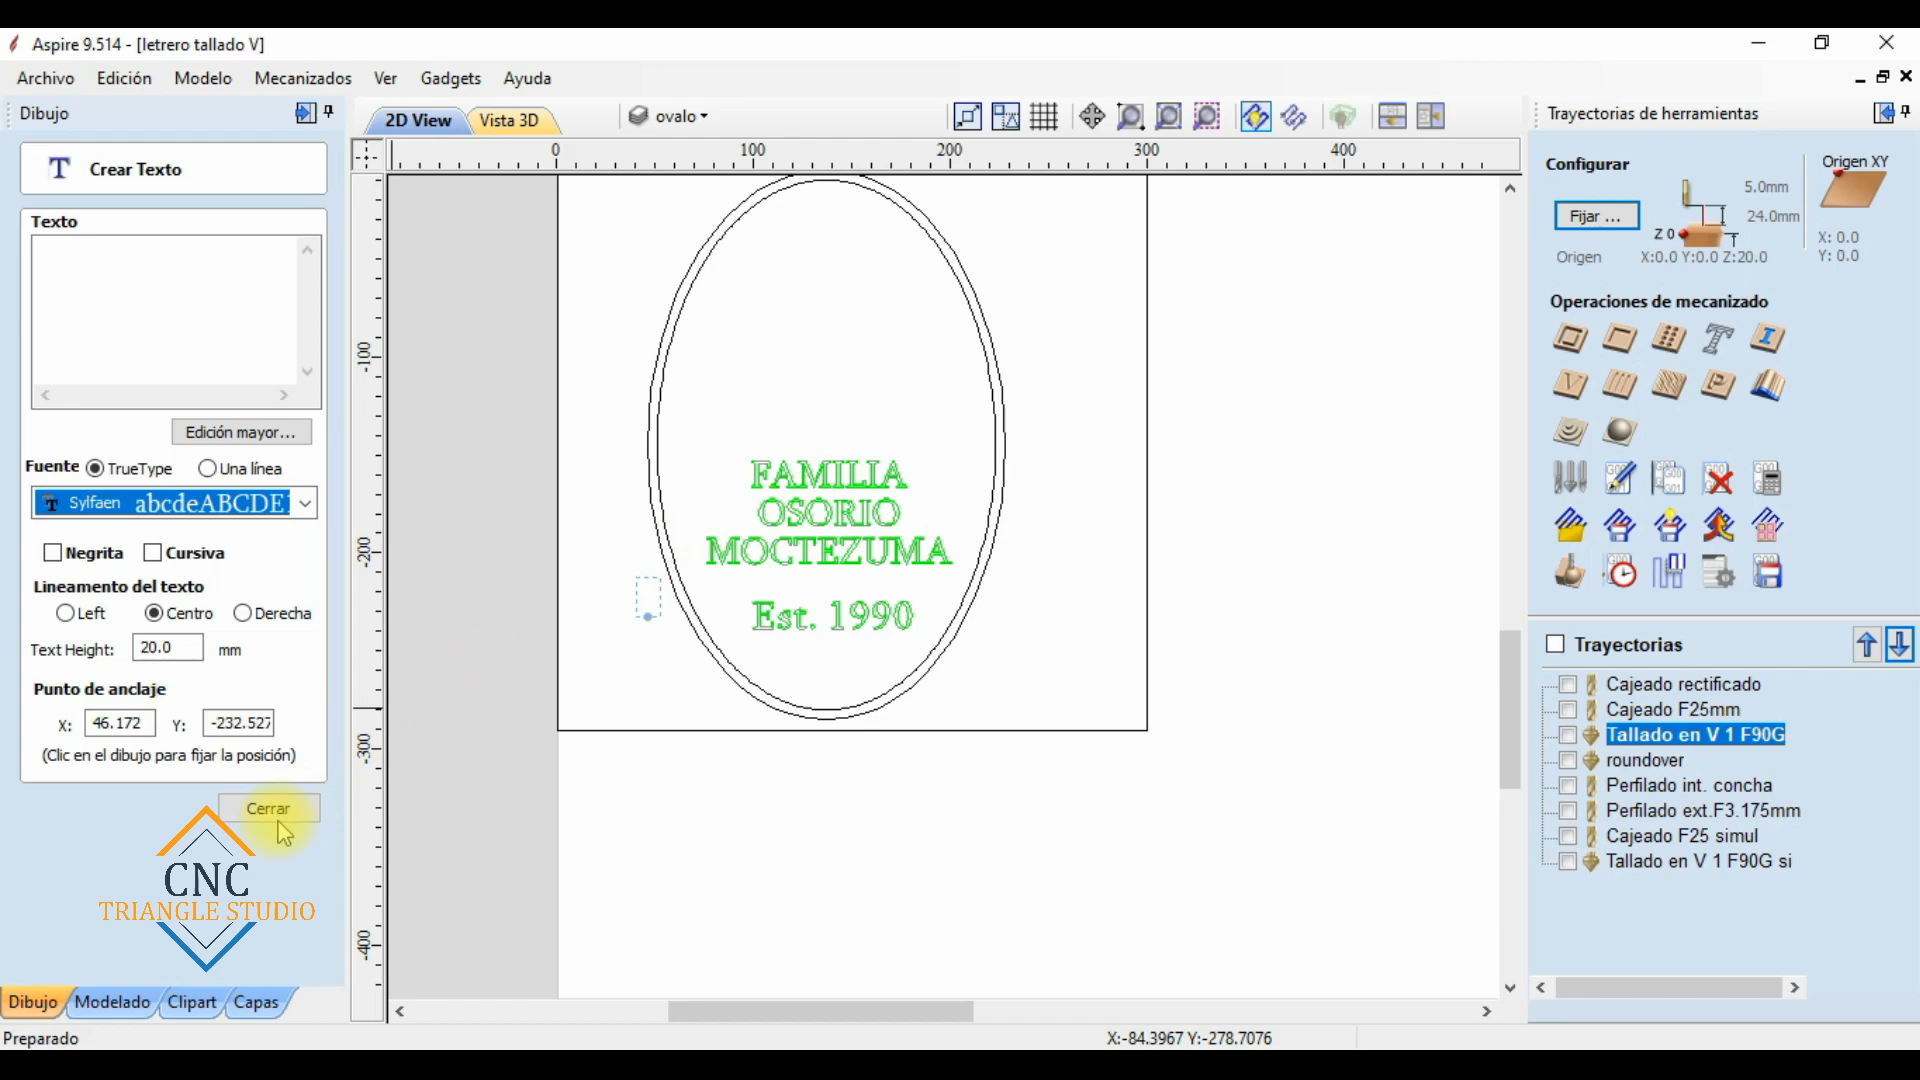 Aspire 9.514 - [letrero tallado V]
Archivo Edición Modelo Mecanizados Ver Gadgets Ayuda
Dibujo
2D View Vista 3D ovalo
Trayectorias de herramientas
Crear Texto
Texto
Edición mayor...
Fuente TrueType Una línea
Sylfaen abcdeABCDE
Negrita Cursiva
Lineamento del texto
Left Centro Derecha
Text Height: 20.0 mm
Punto de anclaje
X: 46.172 Y: -232.527
(Clic en el dibujo para fijar la posición)
Cerrar
CNC
TRIANGLE STUDIO
Dibujo Modelado Clipart Capas
Preparado
0 100 200 300 400
-100
-200
-300
-400
FAMILIA
OSORIO
MOCTEZUMA
Est. 1990
X:-84.3967 Y:-278.7076
Configurar
Origen XY
Fijar ...
5.0mm
24.0mm
Z 0
X: 0.0
Y: 0.0
Origen X:0.0 Y:0.0 Z:20.0
Operaciones de mecanizado
Trayectorias
Cajeado rectificado
Cajeado F25mm
Tallado en V 1 F90G
roundover
Perfilado int. concha
Perfilado ext.F3.175mm
Cajeado F25 simul
Tallado en V 1 F90G si